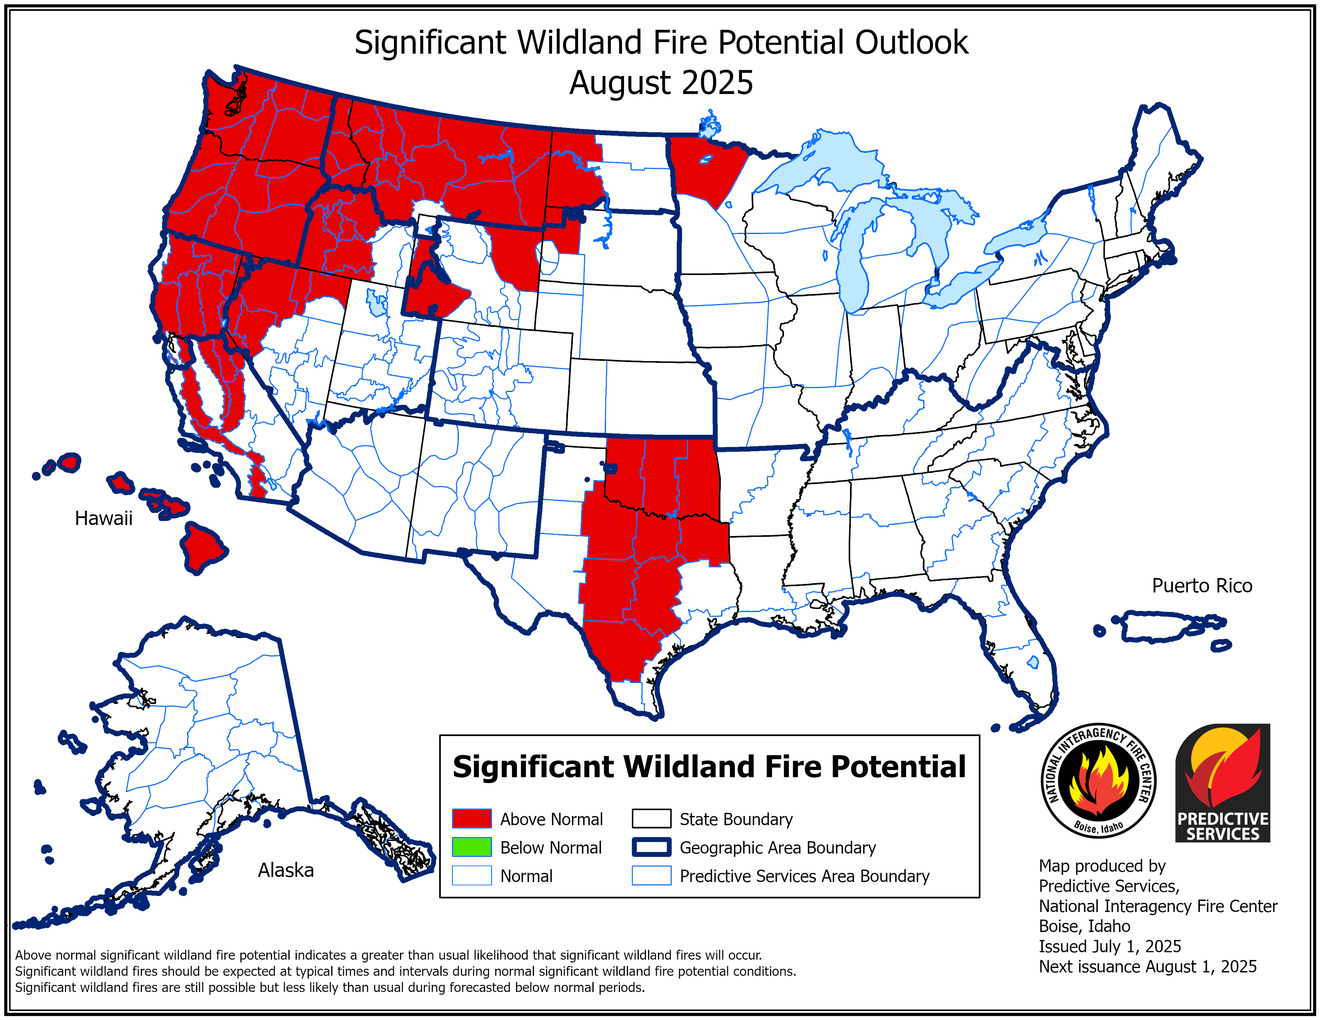 Significant Wildland Fire Potential Outlook
August 2025
Hawaii
Puerto Rico
Alaska
Significant Wildland Fire Potential
Above Normal
State Boundary
Below Normal
Geographic Area Boundary
Normal
Predictive Services Area Boundary
NATIONAL INTERAGENCY FIRE CENTER
Boise, Idaho
PREDICTIVE
SERVICES
Map produced by
Predictive Services,
National Interagency Fire Center
Boise, Idaho
Issued July 1, 2025
Next issuance August 1, 2025
Above normal significant wildland fire potential indicates a greater than usual likelihood that significant wildland fires will occur.
Significant wildland fires should be expected at typical times and intervals during normal significant wildland fire potential conditions.
Significant wildland fires are still possible but less likely than usual during forecasted below normal periods.